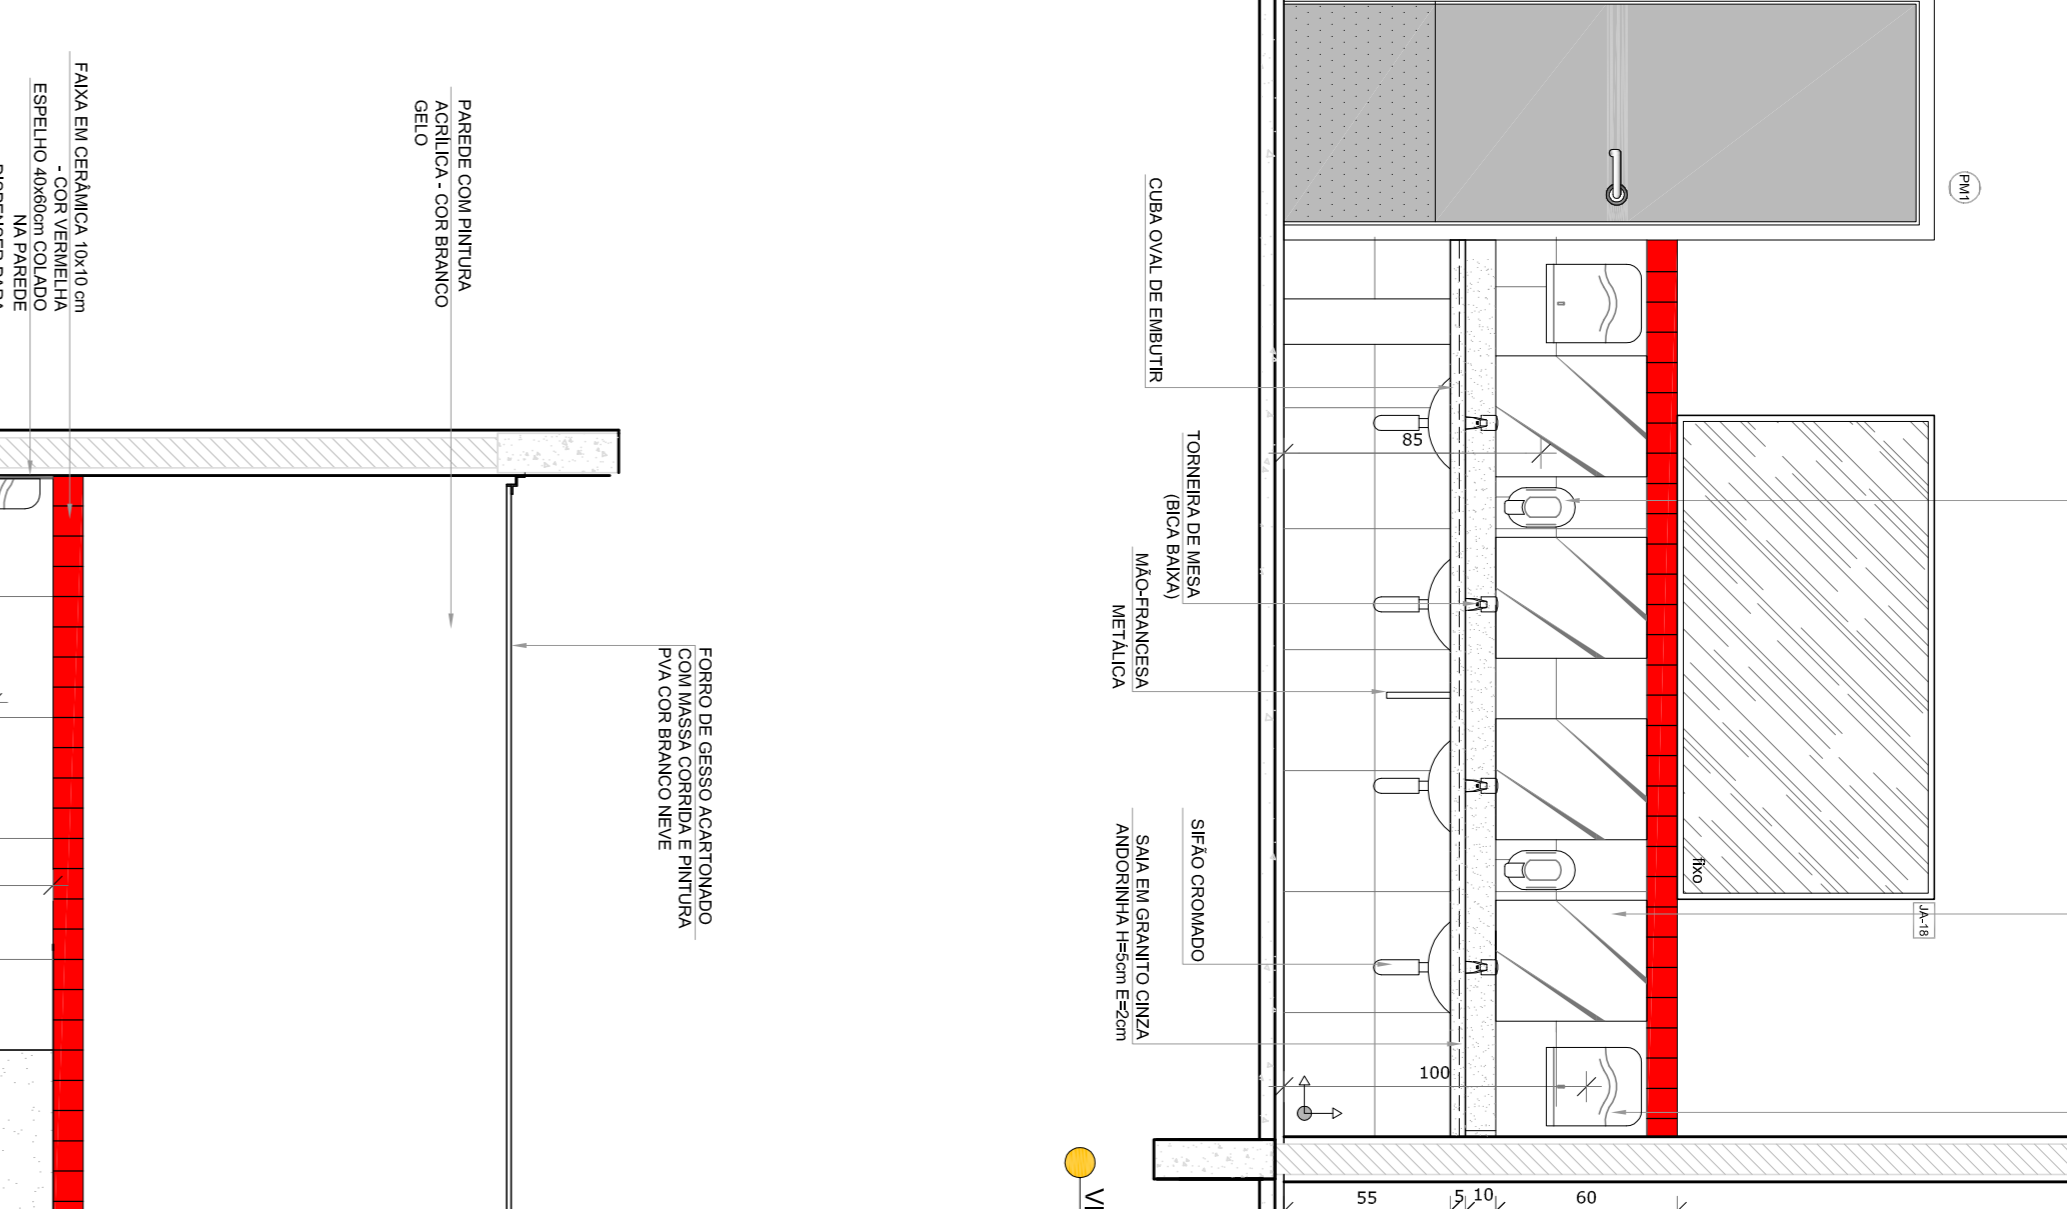 FAIXA EM CERÂMICA 10x10 cm
- COR VERMELHA
ESPELHO 40x60cm COLADO
NA PAREDE
PAREDE COM PINTURA
ACRÍLICA - COR BRANCO
GELO
FORRO DE GESSO ACARTONADO
COM MASSA CORRIDA E PINTURA
PVA COR BRANCO NEVE
PM1
CUBA OVAL DE EMBUTIR
TORNEIRA DE MESA
(BICA BAIXA)
MÃO-FRANCESA
METÁLICA
SIFÃO CROMADO
SAIA EM GRANITO CINZA
ANDORINHA H=5cm E=2cm
85
100
fixo
JA-18
55
5
10
60